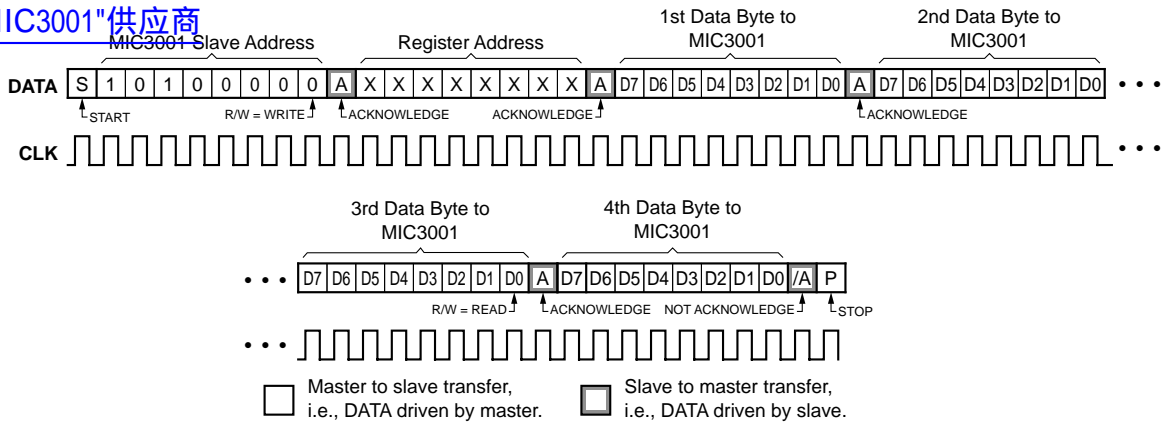 IIC3001"供应商
MIC3001 Slave Address
Register Address
1st Data Byte to
MIC3001
2nd Data Byte to
MIC3001
DATA S 1 0 1 0 0 0 0 0 A X X X X X X X X A D7 D6 D5 D4 D3 D2 D1 D0 A D7 D6 D5 D4 D3 D2 D1 D0 • • •
START
R/W = WRITE
ACKNOWLEDGE
ACKNOWLEDGE
ACKNOWLEDGE
CLK • • •
3rd Data Byte to
MIC3001
4th Data Byte to
MIC3001
• • • D7 D6 D5 D4 D3 D2 D1 D0 A D7 D6 D5 D4 D3 D2 D1 D0 /A P
R/W = READ
ACKNOWLEDGE
NOT ACKNOWLEDGE
STOP
• • •
Master to slave transfer,
i.e., DATA driven by master.
Slave to master transfer,
i.e., DATA driven by slave.